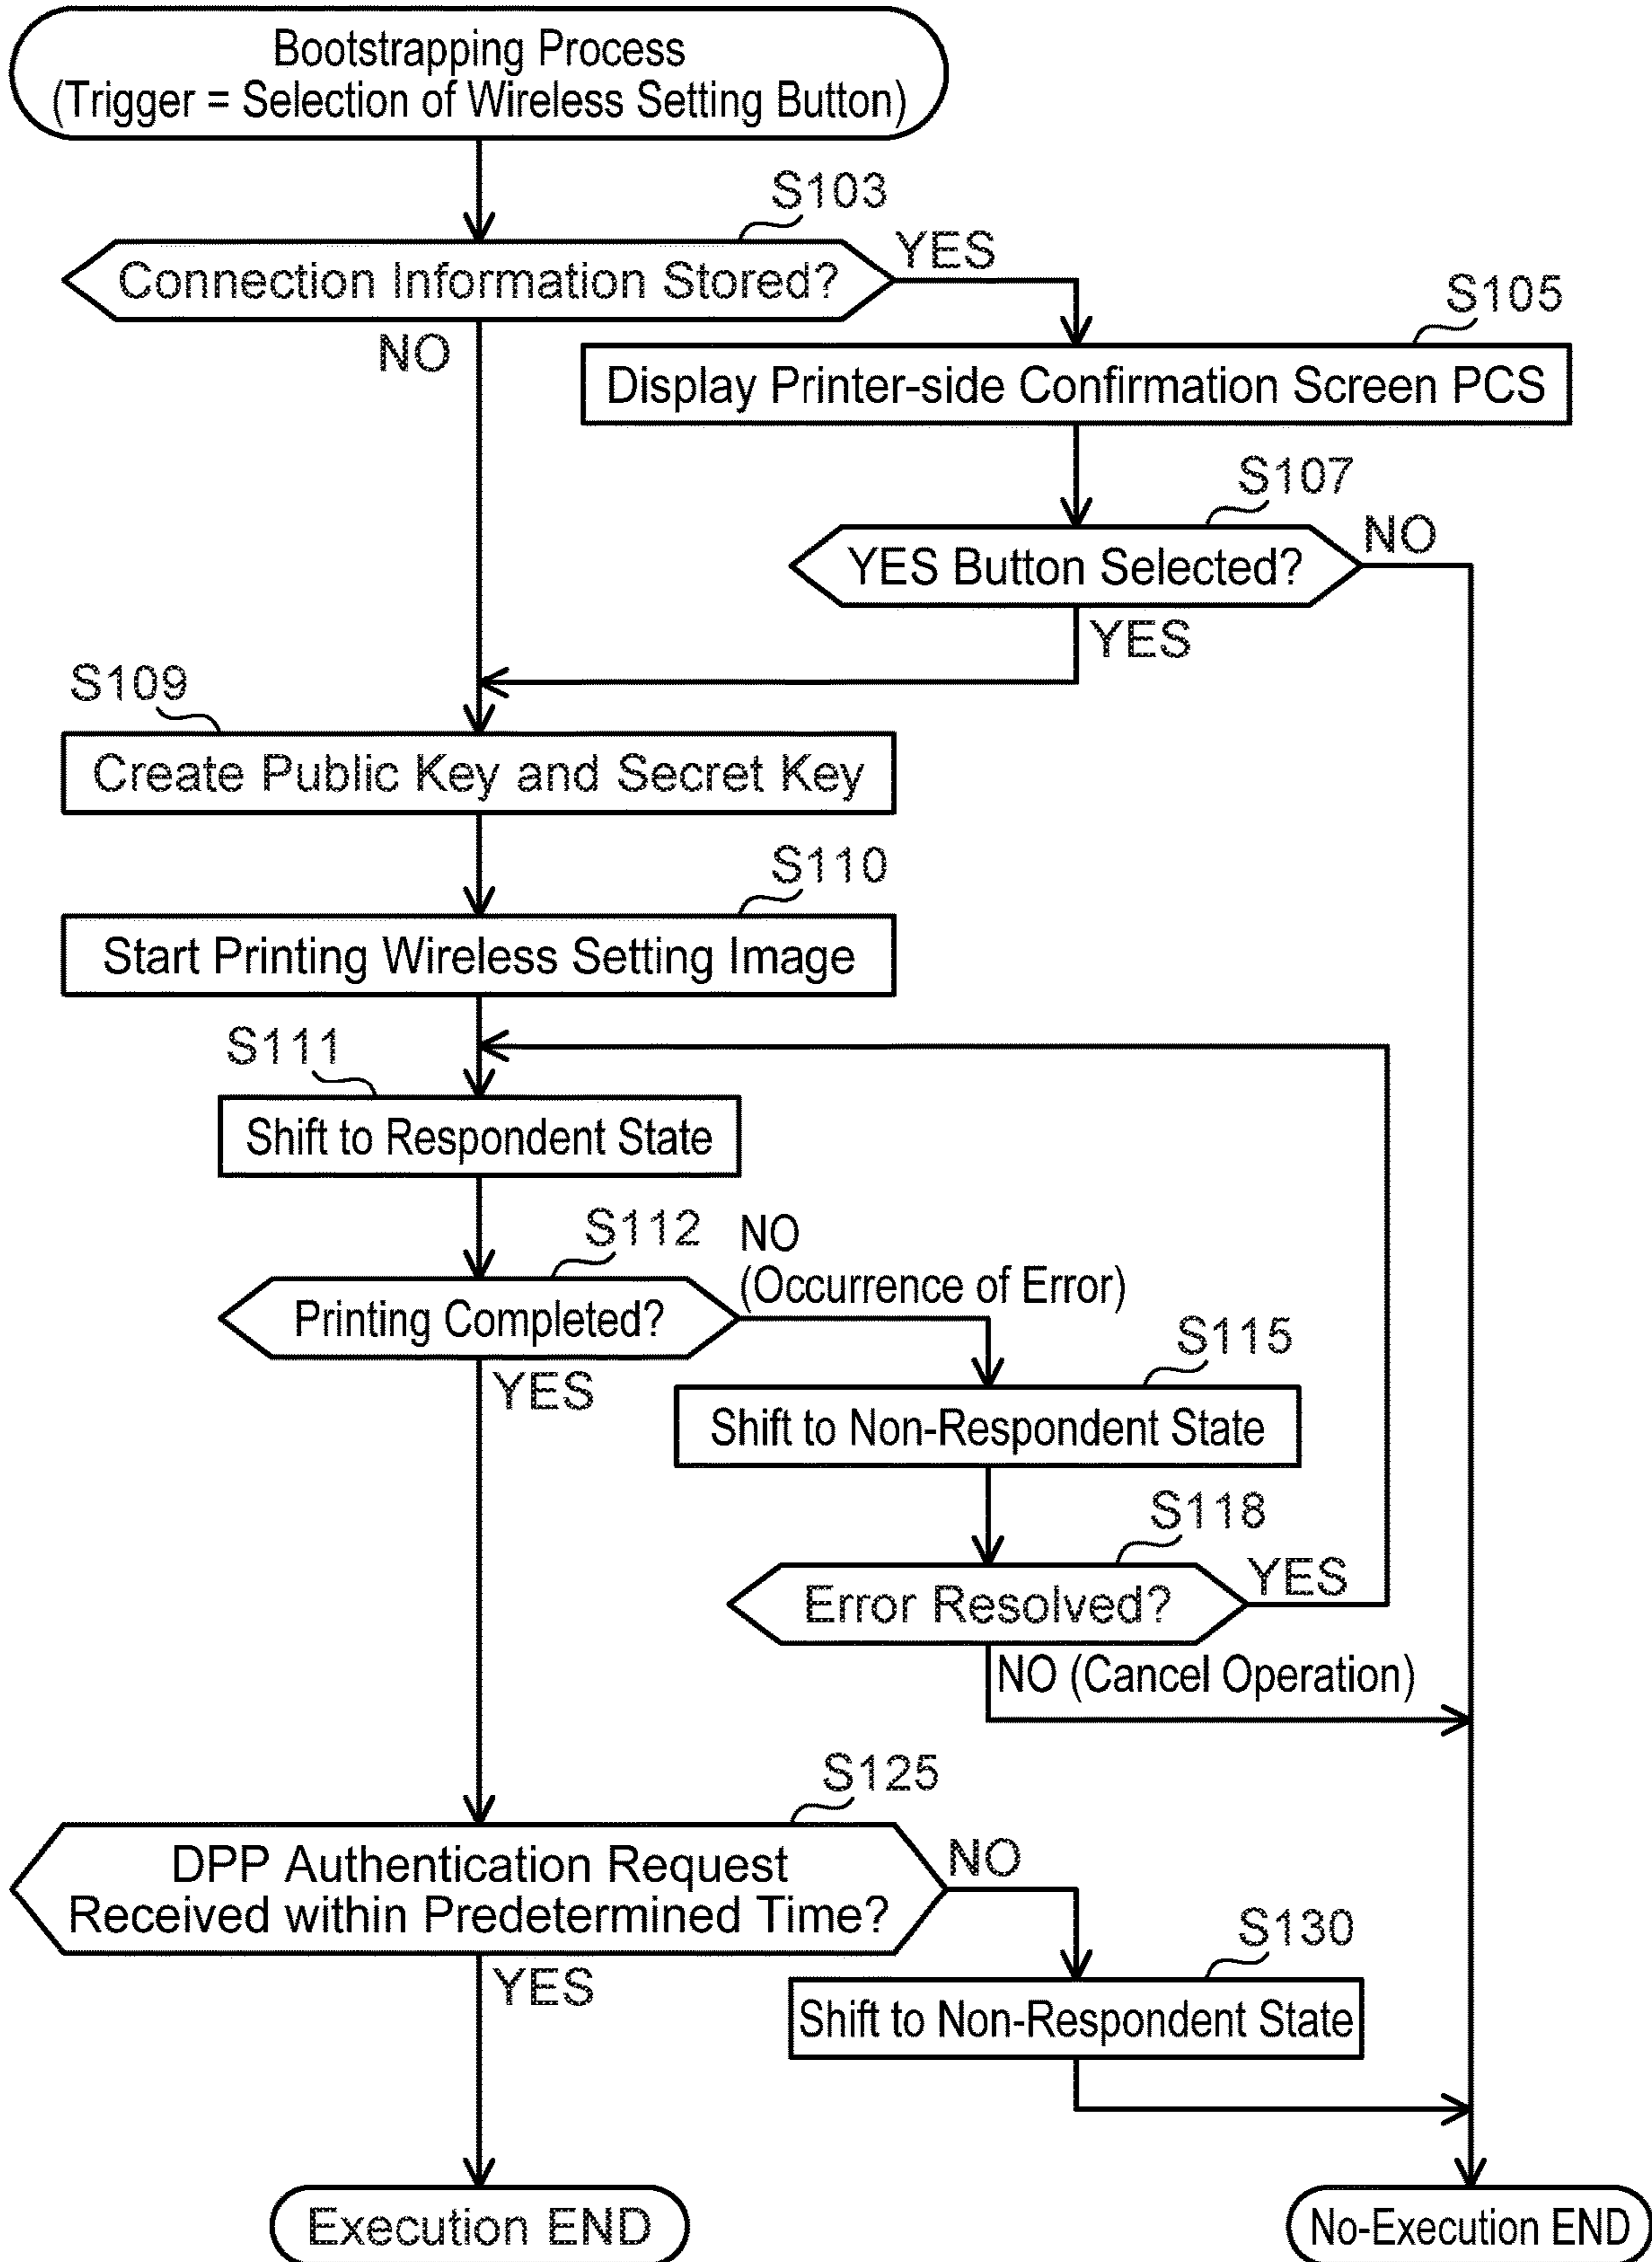 Bootstrapping Process
(Trigger = Selection of Wireless Setting Button)
S103
Connection Information Stored?
YES
NO
S105
Display Printer-side Confirmation Screen PCS
S107
YES Button Selected?
NO
YES
S109
Create Public Key and Secret Key
S110
Start Printing Wireless Setting Image
S111
Shift to Respondent State
S112
Printing Completed?
NO
(Occurrence of Error)
YES
S115
Shift to Non-Respondent State
S118
Error Resolved?
YES
NO (Cancel Operation)
S125
DPP Authentication Request
Received within Predetermined Time?
NO
YES
S130
Shift to Non-Respondent State
Execution END
No-Execution END